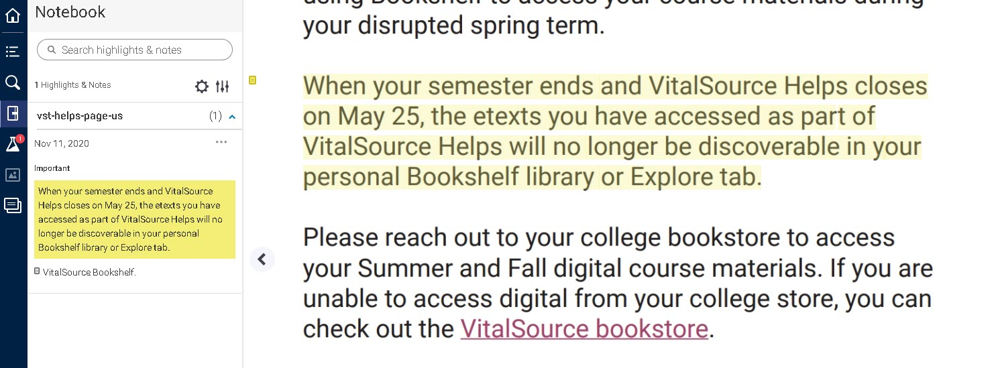 Notebook
Search highlights & notes
1 Highlights & Notes
vst-helps-page-us (1)
1
Nov 11, 2020
Important
When your semester ends and VitalSource
Helps closes on May 25, the etexts you have
accessed as part of VitalSource Helps will no
longer be discoverable in your personal
Bookshelf library or Explore tab.
VitalSource Bookshelf.
using Bookshelf to access your course materials during
your disrupted spring term.
When your semester ends and VitalSource Helps closes
on May 25, the etexts you have accessed as part of
VitalSource Helps will no longer be discoverable in your
personal Bookshelf library or Explore tab.
Please reach out to your college bookstore to access
your Summer and Fall digital course materials. If you are
unable to access digital from your college store, you can
check out the VitalSource bookstore.